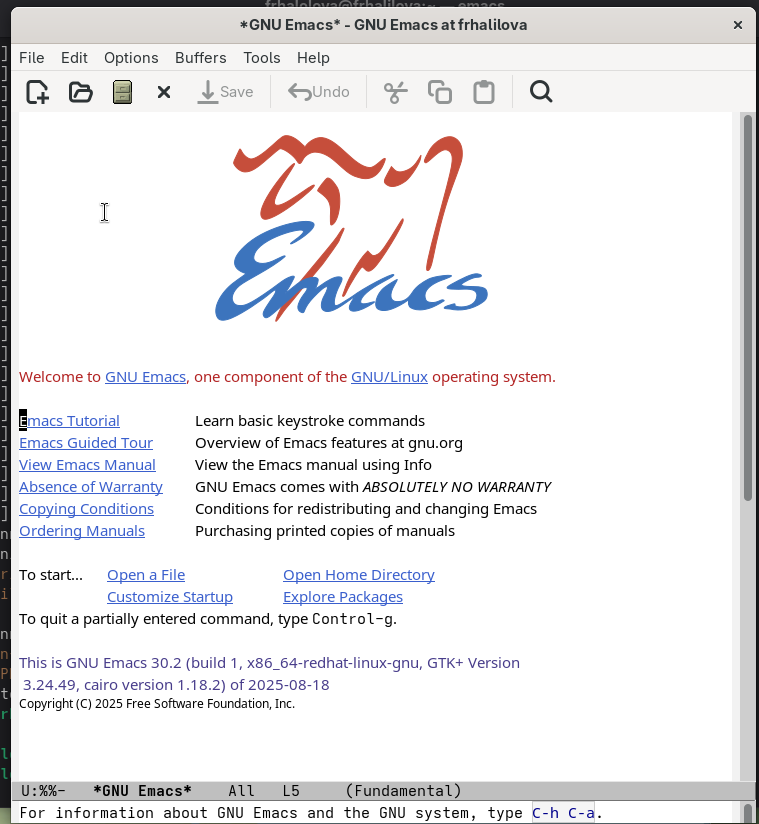 frhalolova@frhalilova:~ — emacs
*GNU Emacs* - GNU Emacs at frhalilova
File Edit Options Buffers Tools Help
Save Undo
Emacs
Welcome to GNU Emacs, one component of the GNU/Linux operating system.
Emacs Tutorial Learn basic keystroke commands
Emacs Guided Tour Overview of Emacs features at gnu.org
View Emacs Manual View the Emacs manual using Info
Absence of Warranty GNU Emacs comes with ABSOLUTELY NO WARRANTY
Copying Conditions Conditions for redistributing and changing Emacs
Ordering Manuals Purchasing printed copies of manuals
To start... Open a File Open Home Directory
Customize Startup Explore Packages
To quit a partially entered command, type Control-g.
This is GNU Emacs 30.2 (build 1, x86_64-redhat-linux-gnu, GTK+ Version
3.24.49, cairo version 1.18.2) of 2025-08-18
Copyright (C) 2025 Free Software Foundation, Inc.
U:%%- *GNU Emacs* All L5 (Fundamental)
For information about GNU Emacs and the GNU system, type C-h C-a.